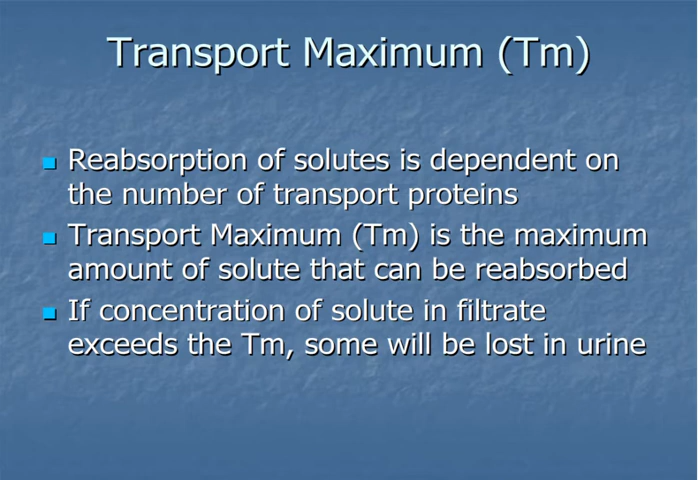 Transport Maximum (Tm)
Reabsorption of solutes is dependent on
the number of transport proteins
Transport Maximum (Tm) is the maximum
amount of solute that can be reabsorbed
If concentration of solute in filtrate
exceeds the Tm, some will be lost in urine